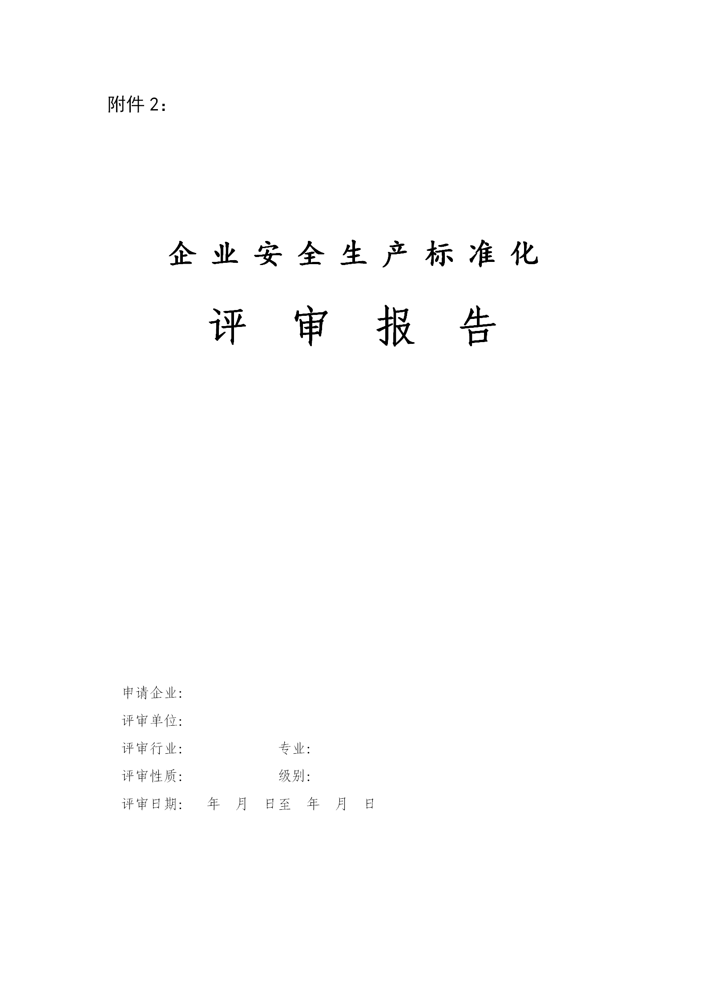 附件 2：
企业安全生产标准化
评审报告
申请企业：
评审单位：
评审行业： 专业：
评审性质： 级别：
评审日期： 年 月 日至 年 月 日